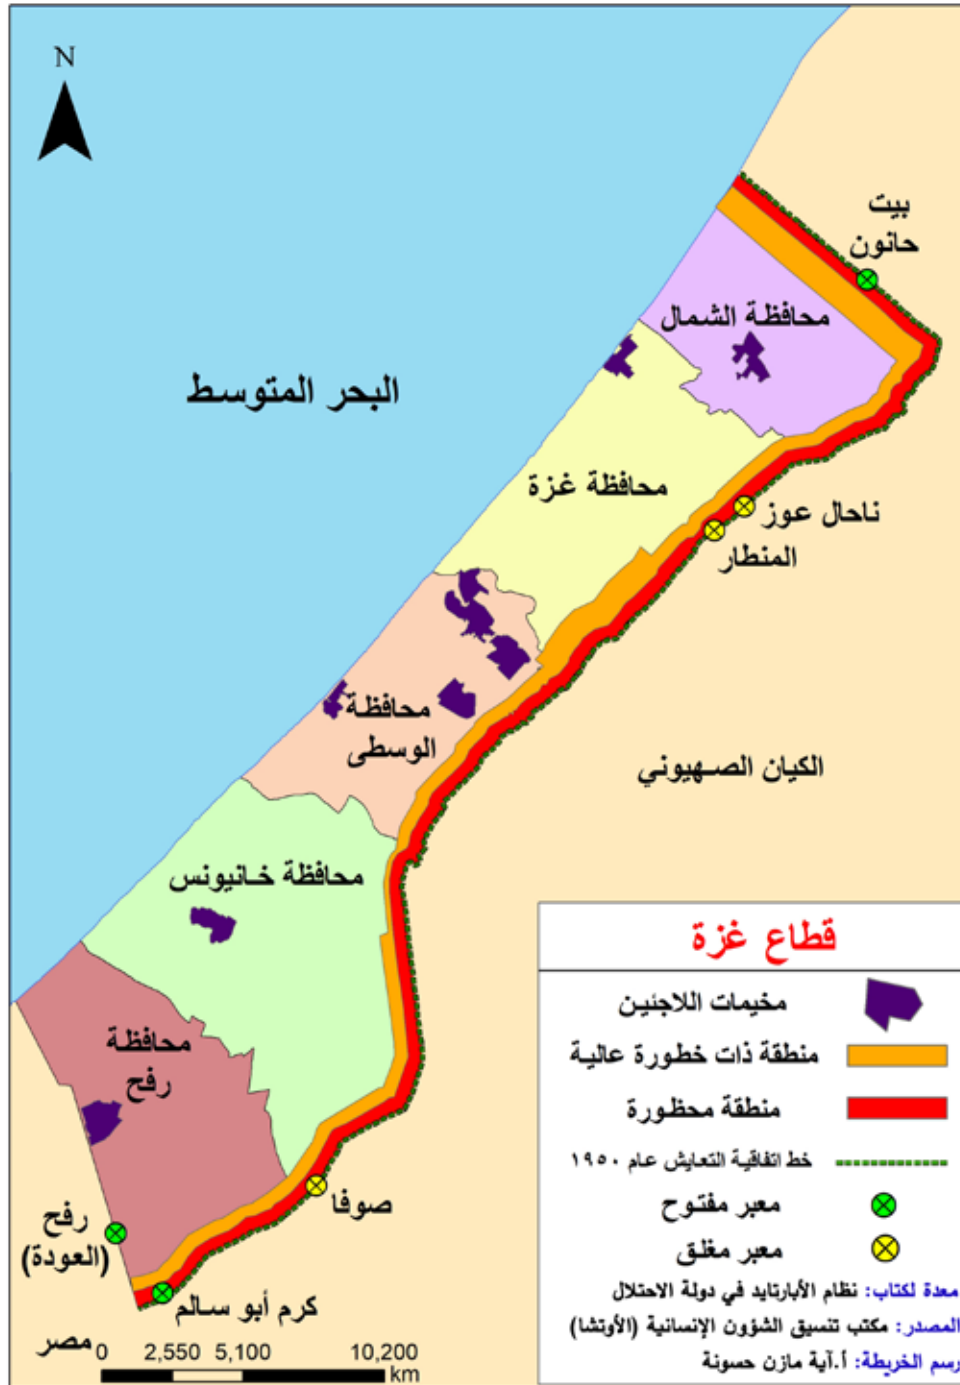 N
بيت
حانون
محافظة الشمال
البحر المتوسط
محافظة غزة
ناحال عوز
المنطار
محافظة
الوسطى
الكيان الصهيوني
محافظة خانيونس
محافظة
رفح
صوفا
رفح
(العودة)
كرم أبو سالم
مصر
0 2,550 5,100 10,200
km
قطاع غزة
مخيمات اللاجئين
منطقة ذات خطورة عالية
منطقة محظورة
خط اتفاقية التعايش عام ١٩٥٠
معبر مفتوح
معبر مغلق
معدة لكتاب: نظام الأبارتايد في دولة الاحتلال
المصدر: مكتب تنسيق الشؤون الإنسانية (الأوتشا)
رسم الخريطة: أ.آية مازن حسونة